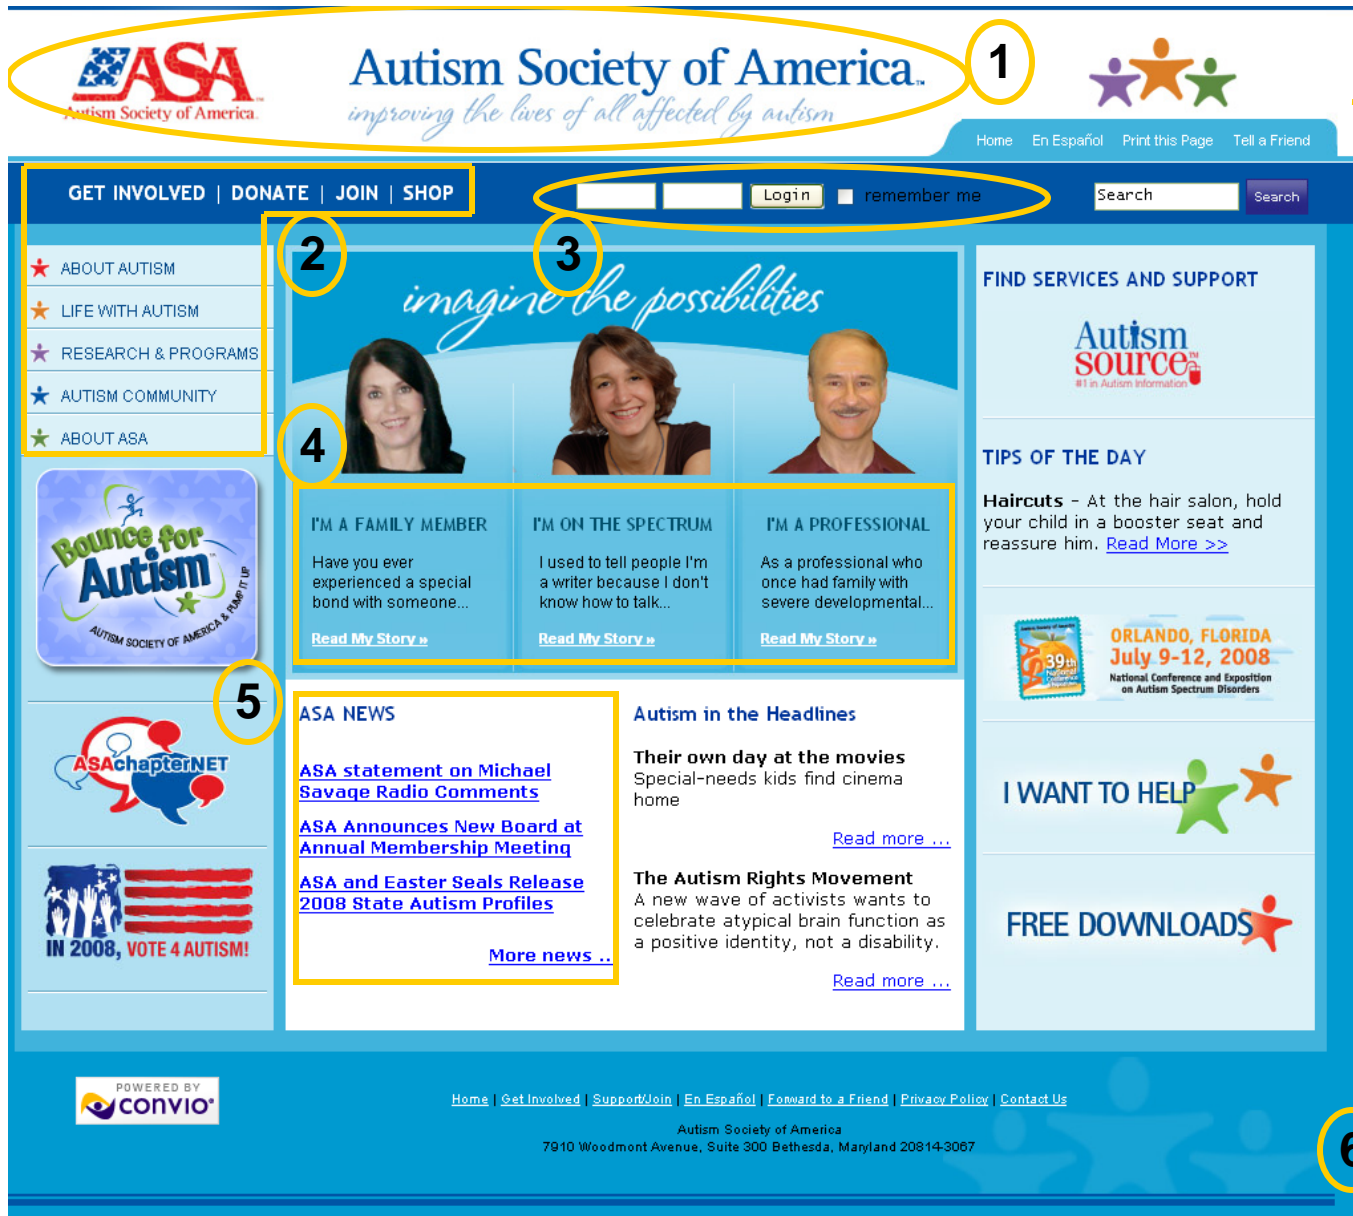 ASA
Autism Society of America.
Autism Society of America™
improving the lives of all affected by autism
1
Home En Español Print this Page Tell a Friend
GET INVOLVED | DONATE | JOIN | SHOP
Login remember me
Search Search
2
3
ABOUT AUTISM
LIFE WITH AUTISM
RESEARCH & PROGRAMS
AUTISM COMMUNITY
ABOUT ASA
Bounce for
Autism
AUTISM SOCIETY OF AMERICA & PUMP IT UP
5
ASAchapterNET
IN 2008, VOTE 4 AUTISM!
imagine the possibilities
4
I'M A FAMILY MEMBER
Have you ever
experienced a special
bond with someone...
Read My Story »
I'M ON THE SPECTRUM
I used to tell people I'm
a writer because I don't
know how to talk...
Read My Story »
I'M A PROFESSIONAL
As a professional who
once had family with
severe developmental...
Read My Story »
ASA NEWS
ASA statement on Michael
Savage Radio Comments
ASA Announces New Board at
Annual Membership Meeting
ASA and Easter Seals Release
2008 State Autism Profiles
More news ..
Autism in the Headlines
Their own day at the movies
Special-needs kids find cinema
home
Read more ...
The Autism Rights Movement
A new wave of activists wants to
celebrate atypical brain function as
a positive identity, not a disability.
Read more ...
FIND SERVICES AND SUPPORT
Autism
source™
#1 in Autism Information
TIPS OF THE DAY
Haircuts - At the hair salon, hold
your child in a booster seat and
reassure him. Read More >>
39th
ASA
ORLANDO, FLORIDA
July 9-12, 2008
National Conference and Exposition
on Autism Spectrum Disorders
I WANT TO HELP
FREE DOWNLOADS
POWERED BY
convio
Home | Get Involved | Support/Join | En Español | Forward to a Friend | Privacy Policy | Contact Us
Autism Society of America
7910 Woodmont Avenue, Suite 300 Bethesda, Maryland 20814-3067
6